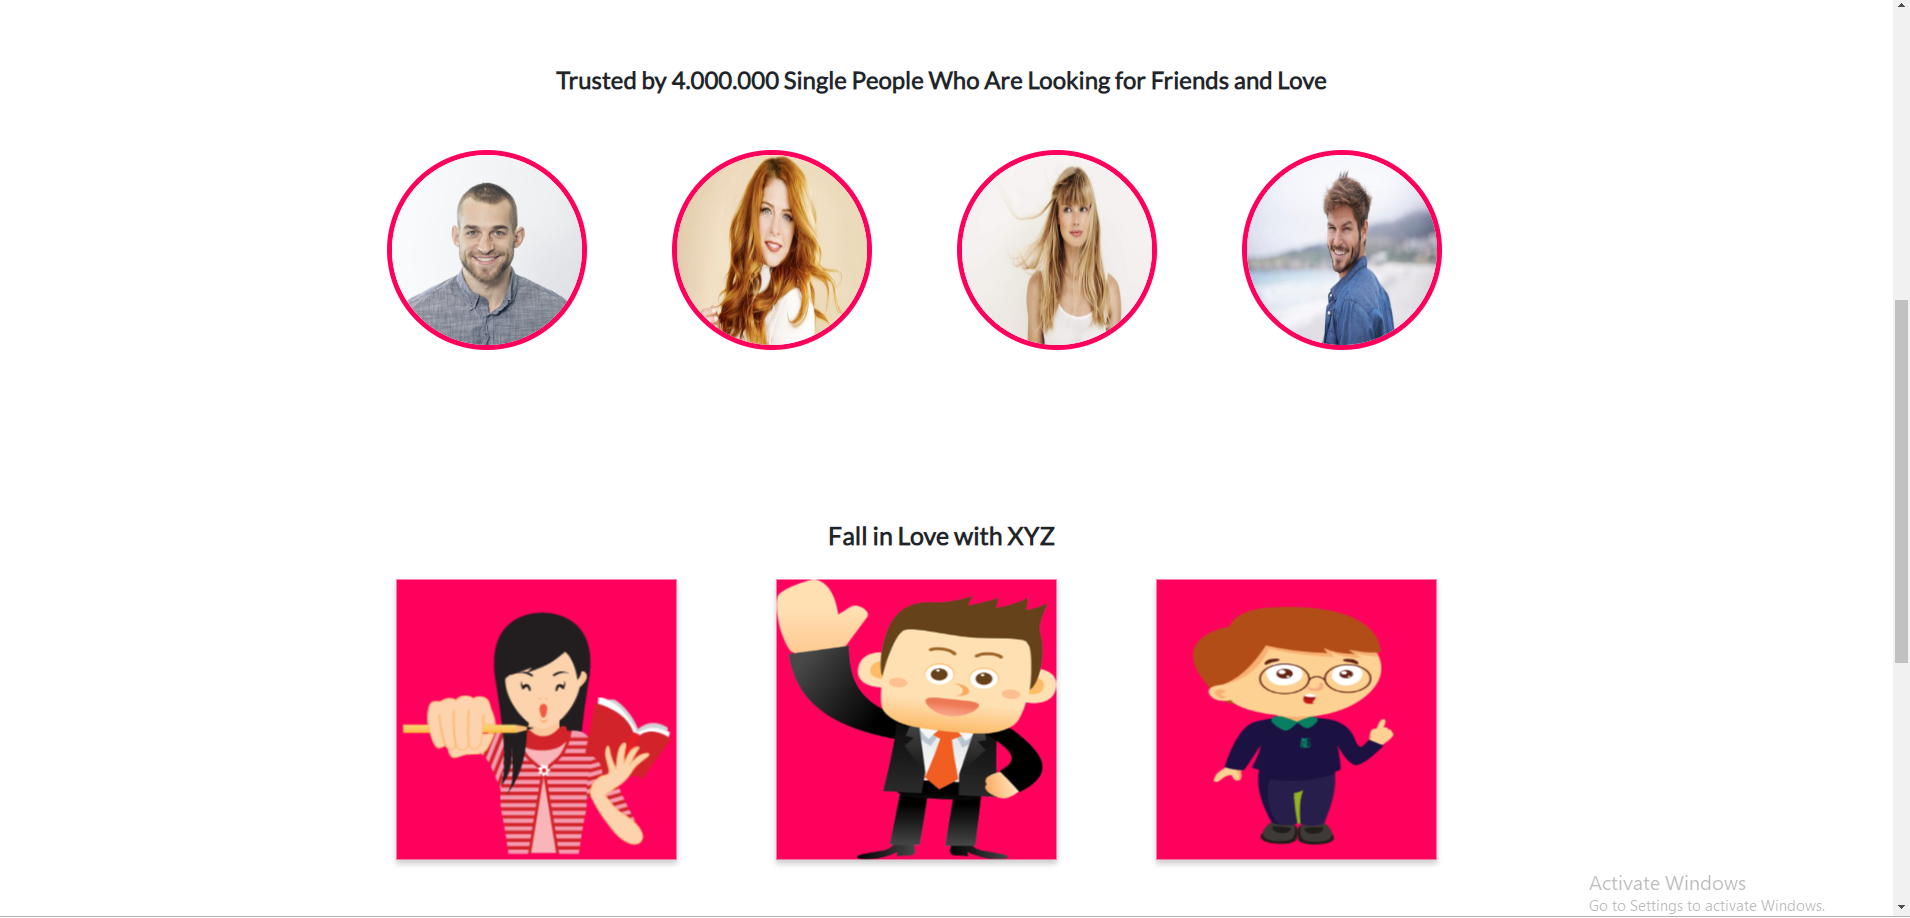 Trusted by 4.000.000 Single People Who Are Looking for Friends and Love
Fall in Love with XYZ
Activate Windows
Go to Settings to activate Windows.